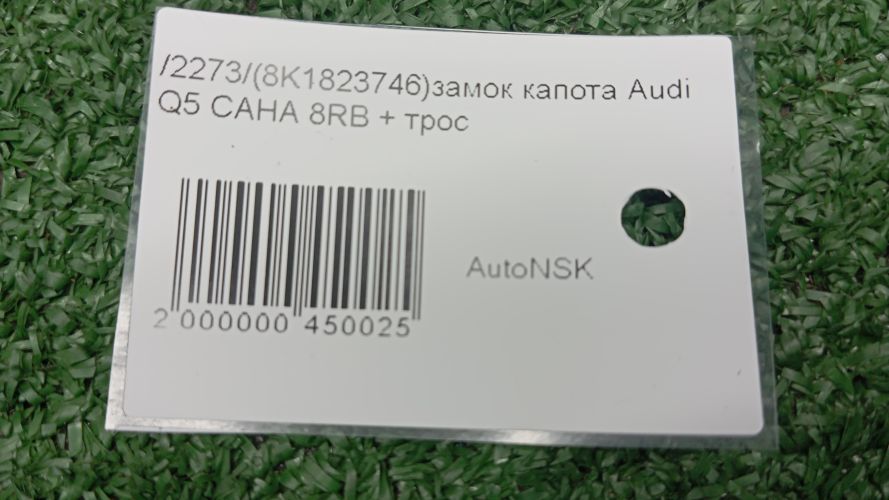 /2273/(8K1823746)замок капота Audi
Q5 CAHA 8RB + трос
AutoNSK
2 000000 450025